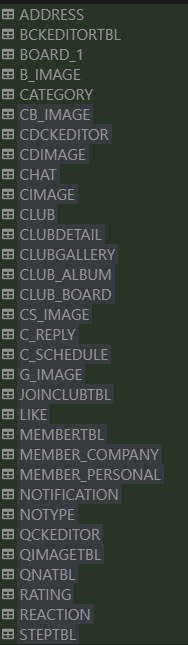 ADDRESS
BCKEDITORTBL
BOARD_1
B_IMAGE
CATEGORY
CB_IMAGE
CDCKEDITOR
CDIMAGE
CHAT
CIMAGE
CLUB
CLUBDETAIL
CLUBGALLERY
CLUB_ALBUM
CLUB_BOARD
CS_IMAGE
C_REPLY
C_SCHEDULE
G_IMAGE
JOINCLUBTBL
LIKE
MEMBERTBL
MEMBER_COMPANY
MEMBER_PERSONAL
NOTIFICATION
NOTYPE
QCKEDITOR
QIMAGETBL
QNATBL
RATING
REACTION
STEPTBL